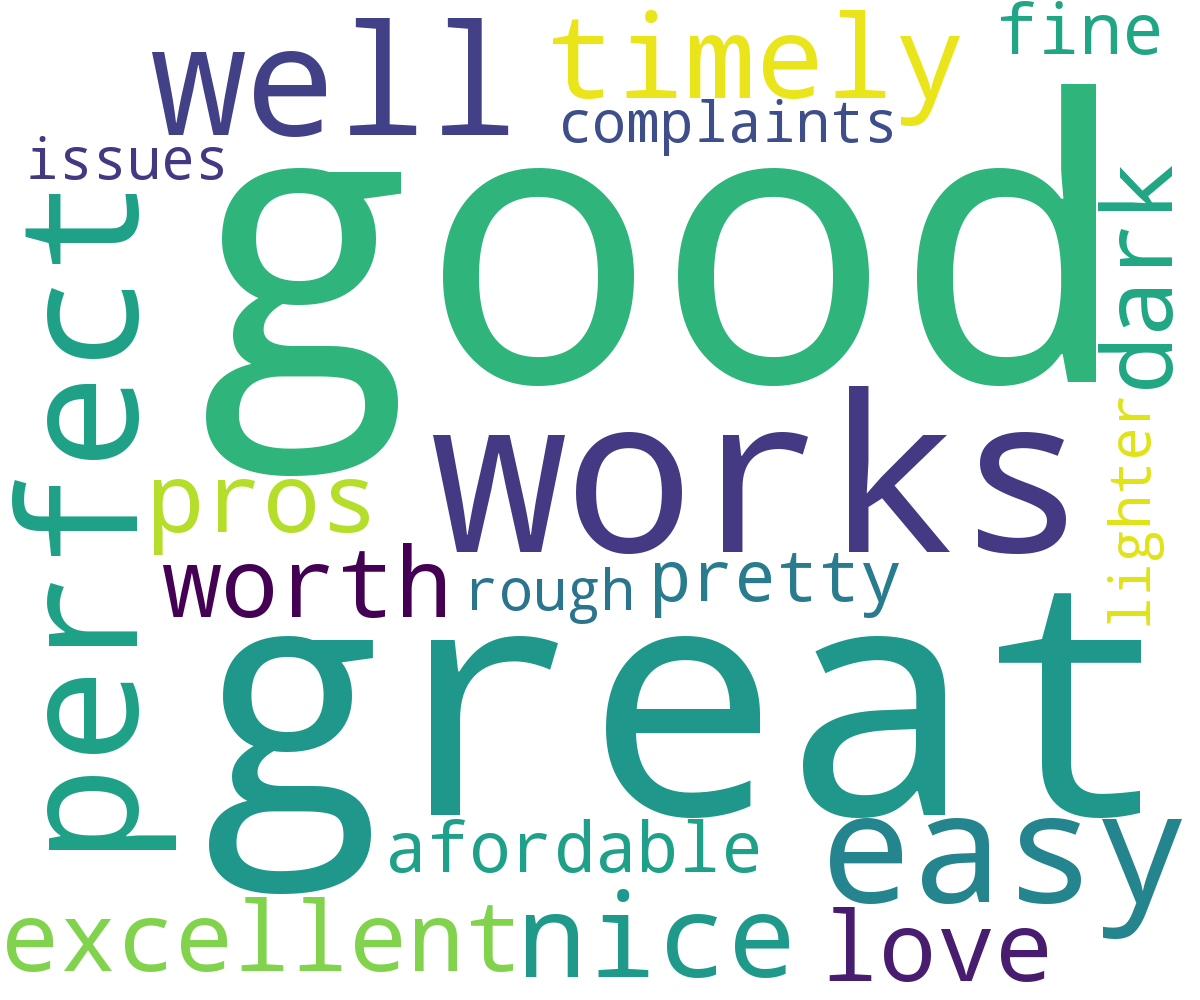 well
timely
fine
complaints
issues
good
perfect
dark
works
lighter
pros
worth
rough
pretty
great
afordable
easy
excellent
nice
love